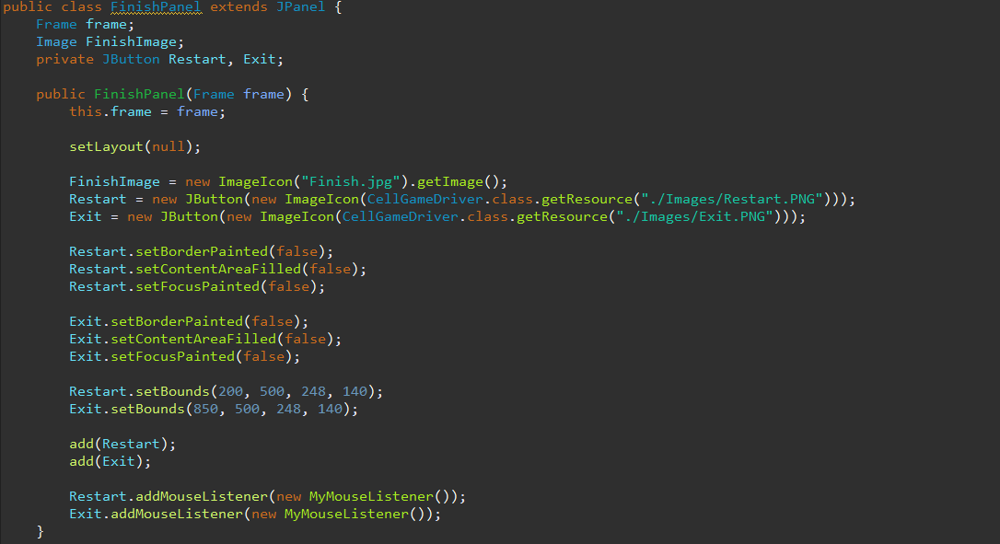 public class FinishPanel extends JPanel {
    Frame frame;
    Image FinishImage;
    private JButton Restart, Exit;
    public FinishPanel(Frame frame) {
        this.frame = frame;
        setLayout(null);
        FinishImage = new ImageIcon("Finish.jpg").getImage();
        Restart = new JButton(new ImageIcon(CellGameDriver.class.getResource("./Images/Restart.PNG")));
        Exit = new JButton(new ImageIcon(CellGameDriver.class.getResource("./Images/Exit.PNG")));
        Restart.setBorderPainted(false);
        Restart.setContentAreaFilled(false);
        Restart.setFocusPainted(false);
        Exit.setBorderPainted(false);
        Exit.setContentAreaFilled(false);
        Exit.setFocusPainted(false);
        Restart.setBounds(200, 500, 248, 140);
        Exit.setBounds(850, 500, 248, 140);
        add(Restart);
        add(Exit);
        Restart.addMouseListener(new MyMouseListener());
        Exit.addMouseListener(new MyMouseListener());
    }